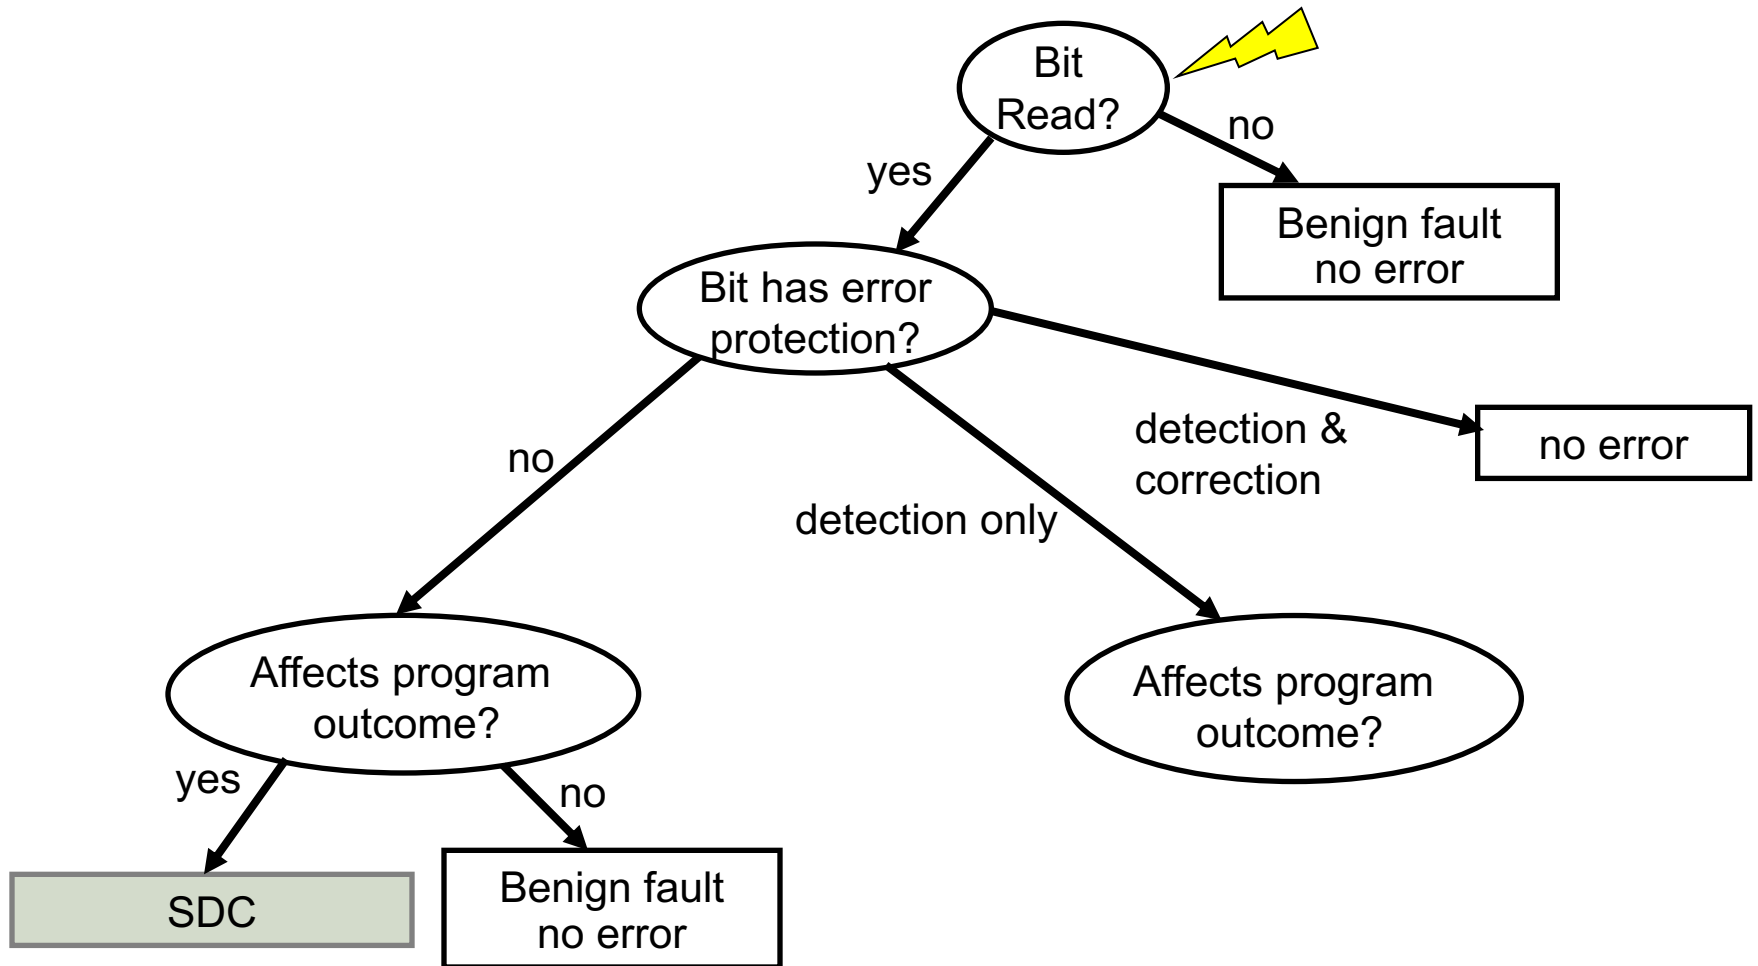 Bit
Read?
no
yes
Benign fault
no error
Bit has error
protection?
detection &
correction
no error
no
detection only
Affects program
outcome?
Affects program
outcome?
yes
no
SDC
Benign fault
no error